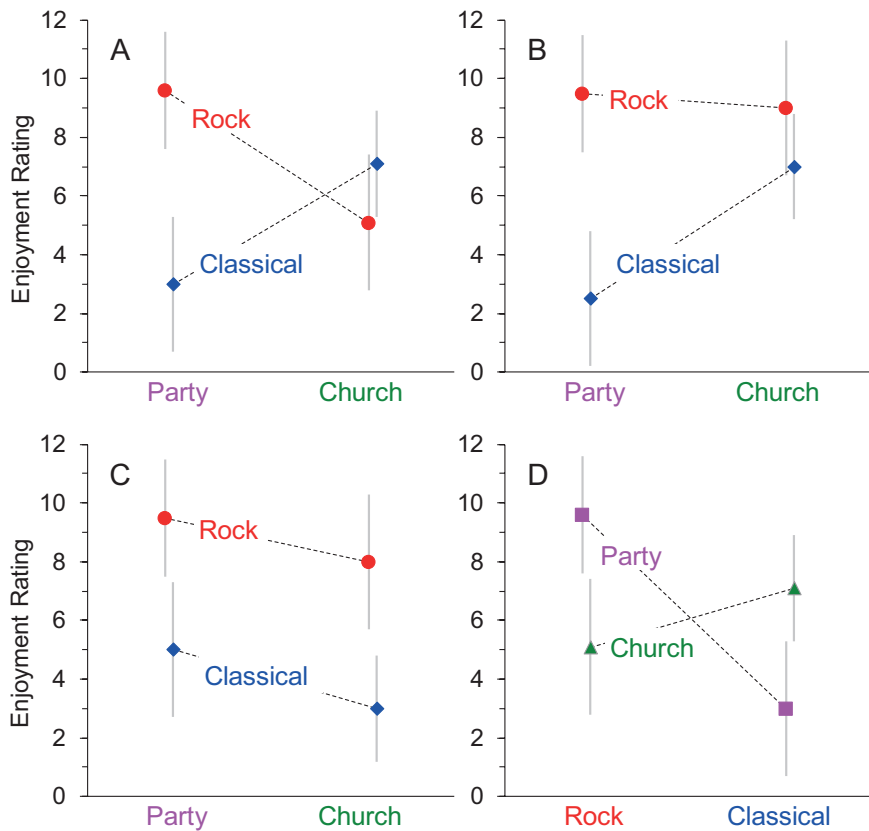 12
10
8
6
4
2
0
Enjoyment Rating
A
Rock
Classical
Party Church
12
10
8
6
4
2
0
B
Rock
Classical
Party Church
12
10
8
6
4
2
0
Enjoyment Rating
C
Rock
Classical
Party Church
12
10
8
6
4
2
0
D
Party
Church
Rock Classical